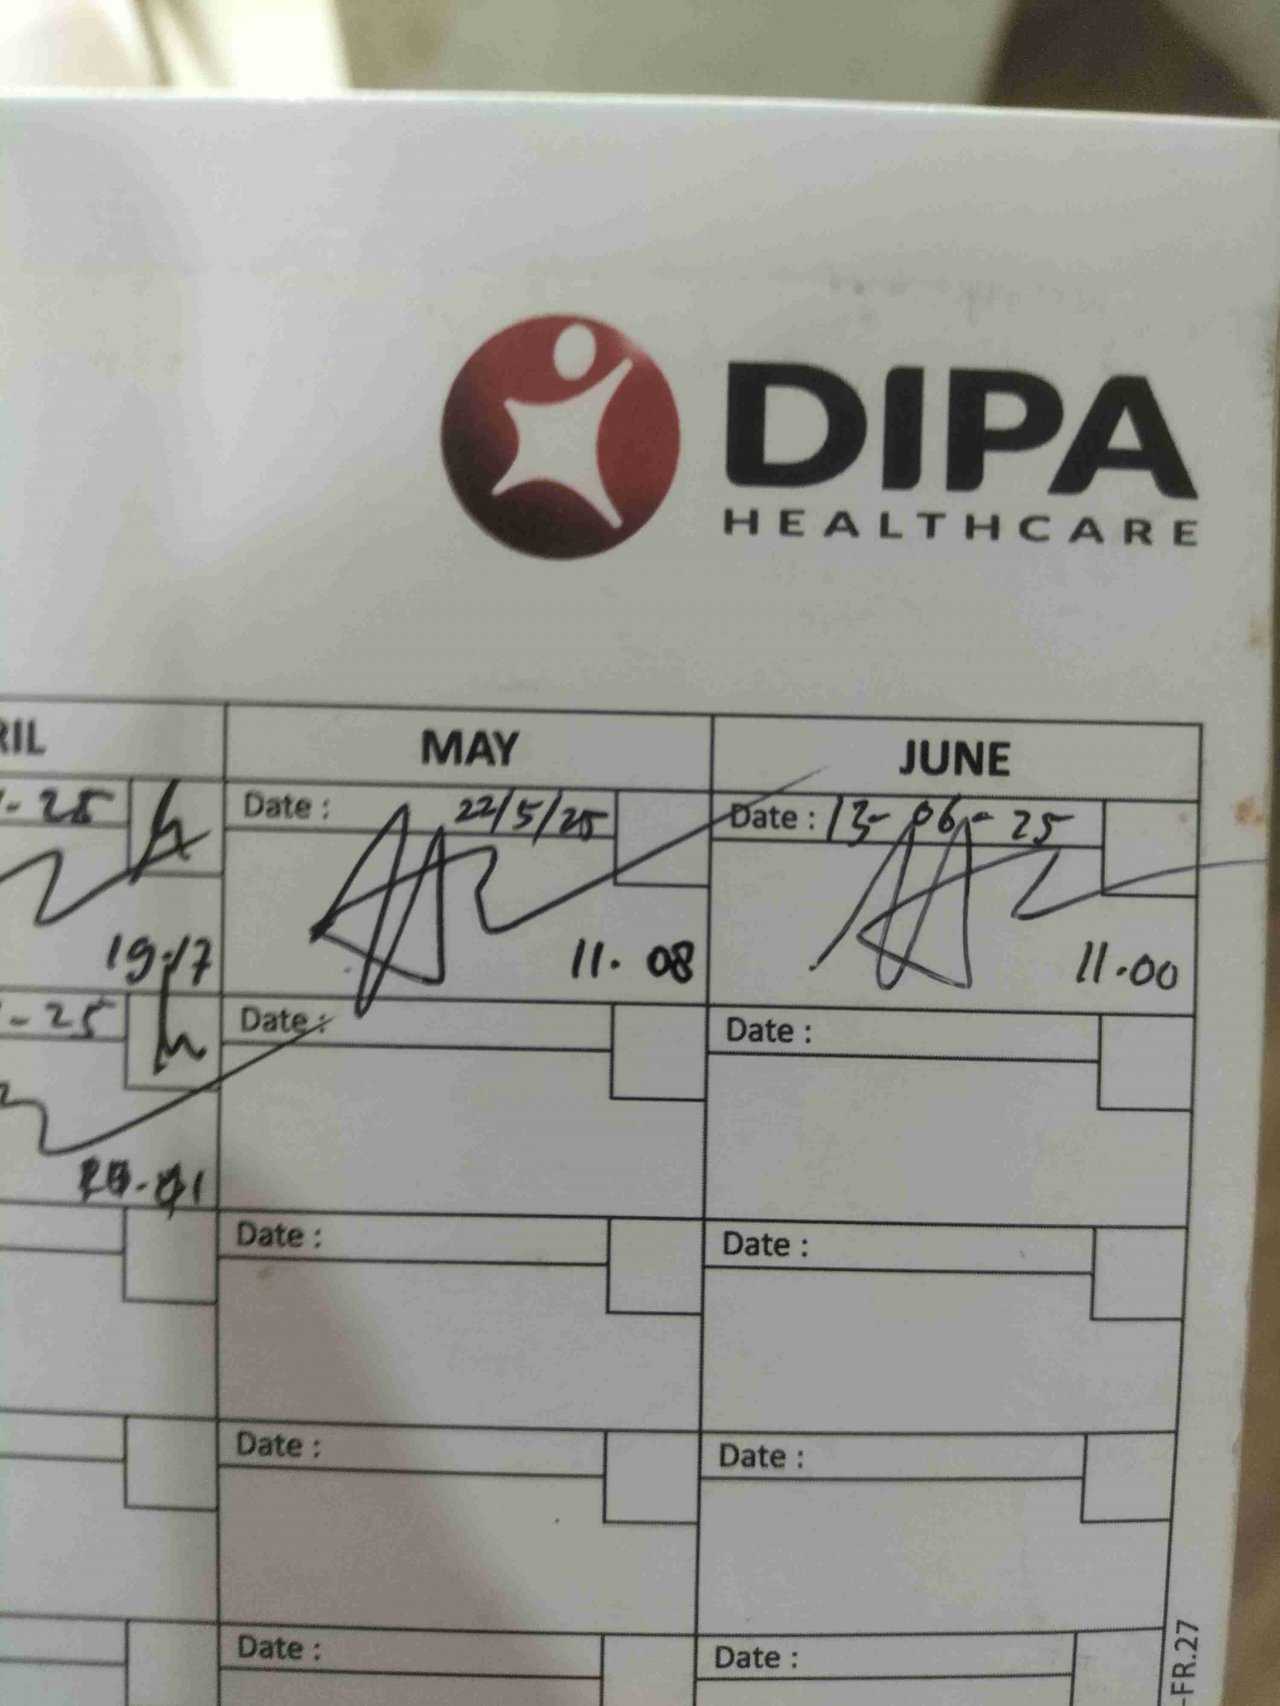 DIPA
HEALTHCARE
RIL
MAY
JUNE
- 25
Date : 22/5/25
Date : 13-06-25
19.17
11.08
11.00
- 25
Date :
Date :
Date :
Date :
Date :
Date :
Date :
Date :
FR.27